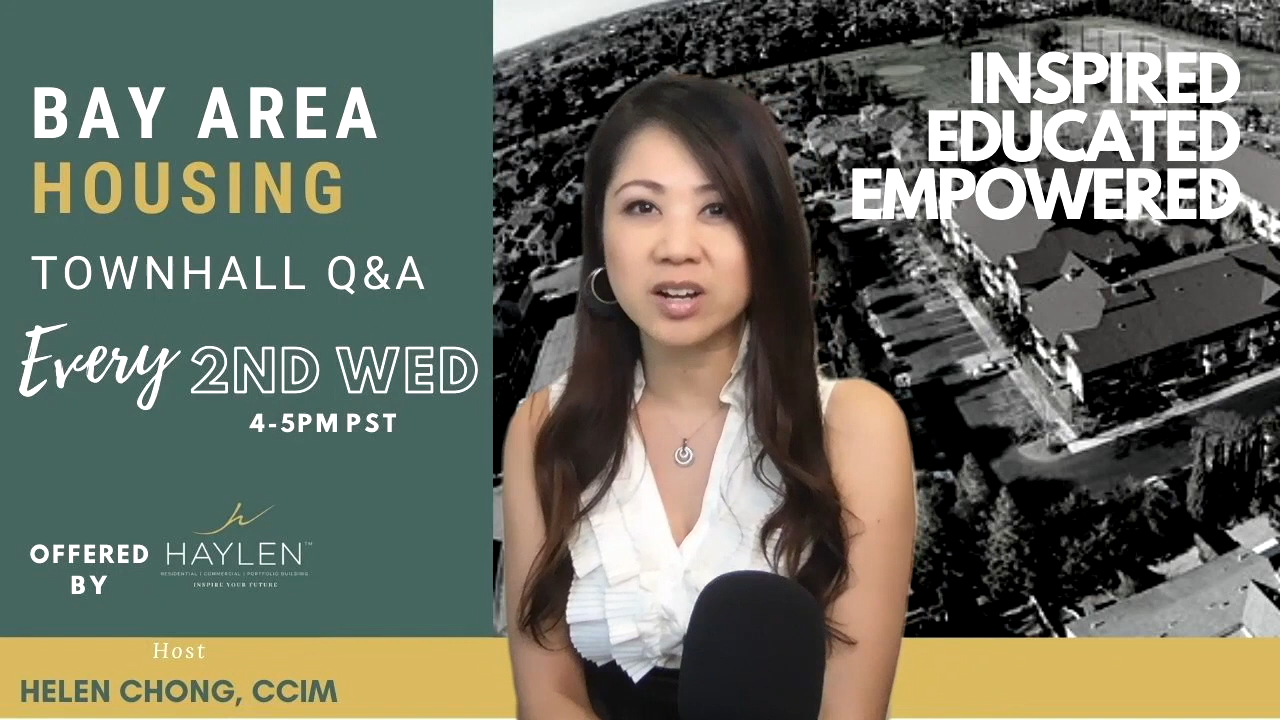 BAY AREA
HOUSING
TOWNHALL Q&A
Every 2ND WED
4-5PM PST
OFFERED
BY
HAYLEN™
RESIDENTIAL | COMMERCIAL | PORTFOLIO BUILDING
INSPIRE YOUR FUTURE
Host
HELEN CHONG, CCIM
INSPIRED
EDUCATED
EMPOWERED